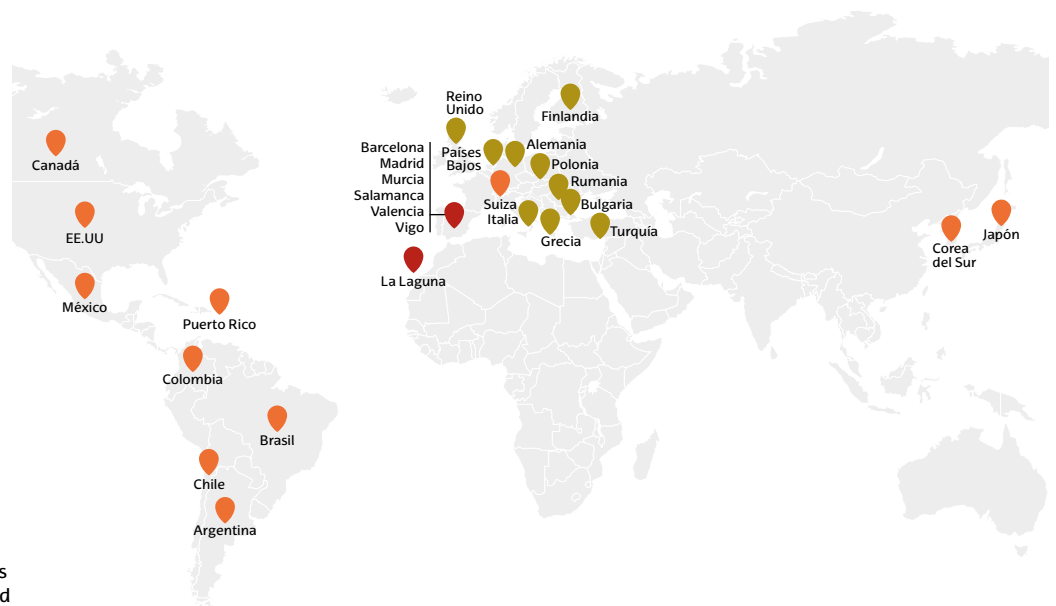 Reino
Unido
Finlandia
Barcelona
Madrid
Murcia
Salamanca
Valencia
Vigo
Países
Bajos
Alemania
Polonia
Rumania
Suiza
Bulgaria
Italia
Grecia
Turquía
La Laguna
Canadá
EE.UU
México
Puerto Rico
Colombia
Brasil
Chile
Argentina
Corea
del Sur
Japón
s
d